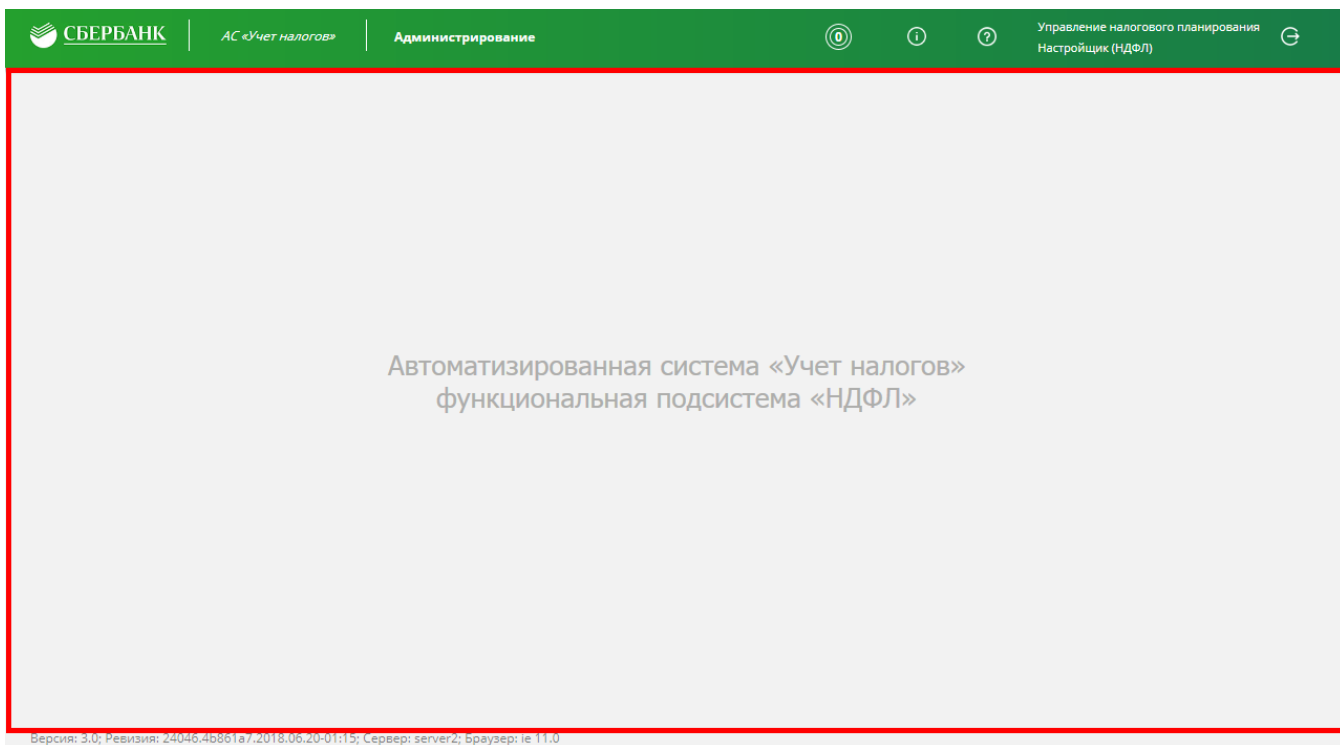 СБЕРБАНК
АС «Учет налогов»
Администрирование
0
i
?
Управление налогового планирования
Настройщик (НДФЛ)
Автоматизированная система «Учет налогов»
функциональная подсистема «НДФЛ»
Версия: 3.0; Ревизия: 24046.4b861a7.2018.06.20-01:15; Сервер: server2; Браузер: ie 11.0